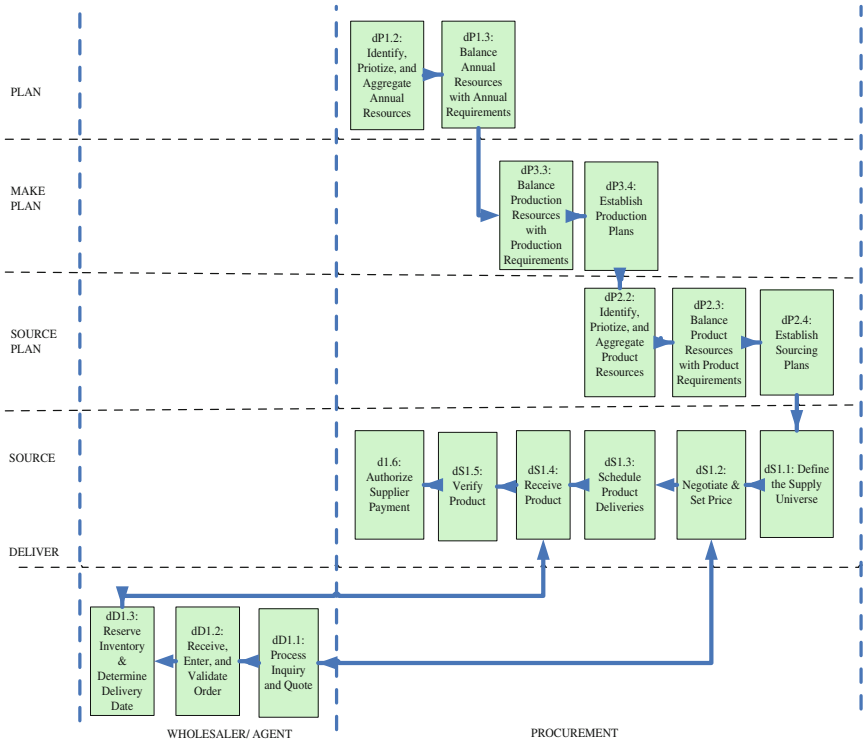 PLAN
dP1.2:
Identify,
Priotize, and
Aggregate
Annual
Resources
dP1.3:
Balance
Annual
Resources
with Annual
Requirements
MAKE
PLAN
dP3.3:
Balance
Production
Resources
with
Production
Requirements
dP3.4:
Establish
Production
Plans
SOURCE
PLAN
dP2.2:
Identify,
Priotize, and
Aggregate
Product
Resources
dP2.3:
Balance
Product
Resources
with Product
Requirements
dP2.4:
Establish
Sourcing
Plans
SOURCE
d1.6:
Authorize
Supplier
Payment
dS1.5:
Verify
Product
dS1.4:
Receive
Product
dS1.3:
Schedule
Product
Deliveries
dS1.2:
Negotiate &
Set Price
dS1.1: Define
the Supply
Universe
DELIVER
dD1.3:
Reserve
Inventory
&
Determine
Delivery
Date
dD1.2:
Receive,
Enter, and
Validate
Order
dD1.1:
Process
Inquiry
and Quote
WHOLESALER/ AGENT
PROCUREMENT